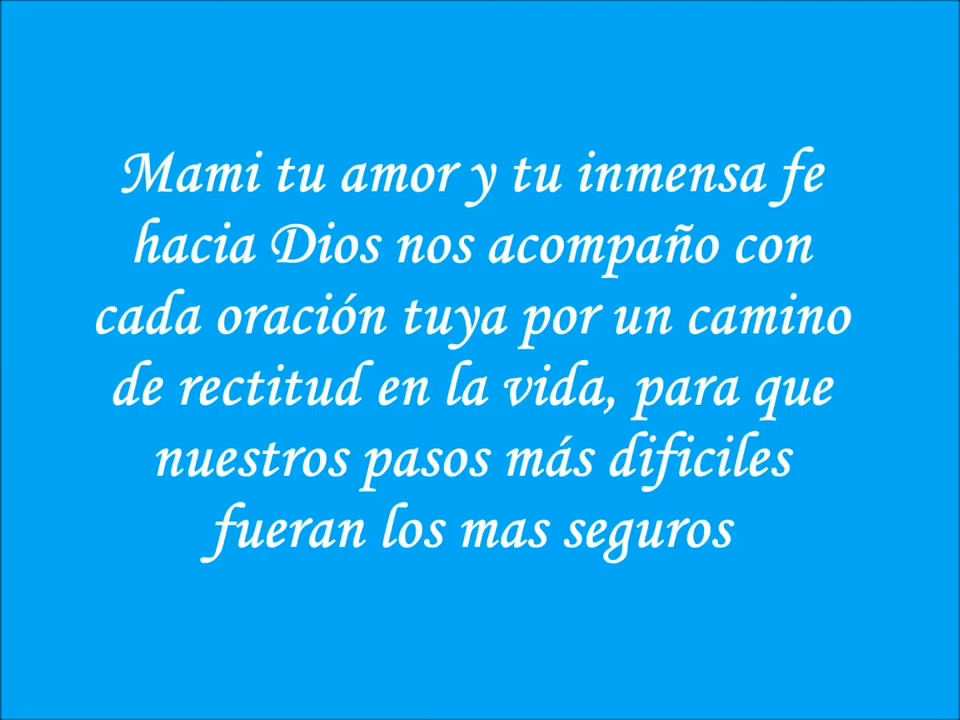 Mami tu amor y tu inmensa fe
hacia Dios nos acompaño con
cada oración tuya por un camino
de rectitud en la vida, para que
nuestros pasos más dificiles
fueran los mas seguros